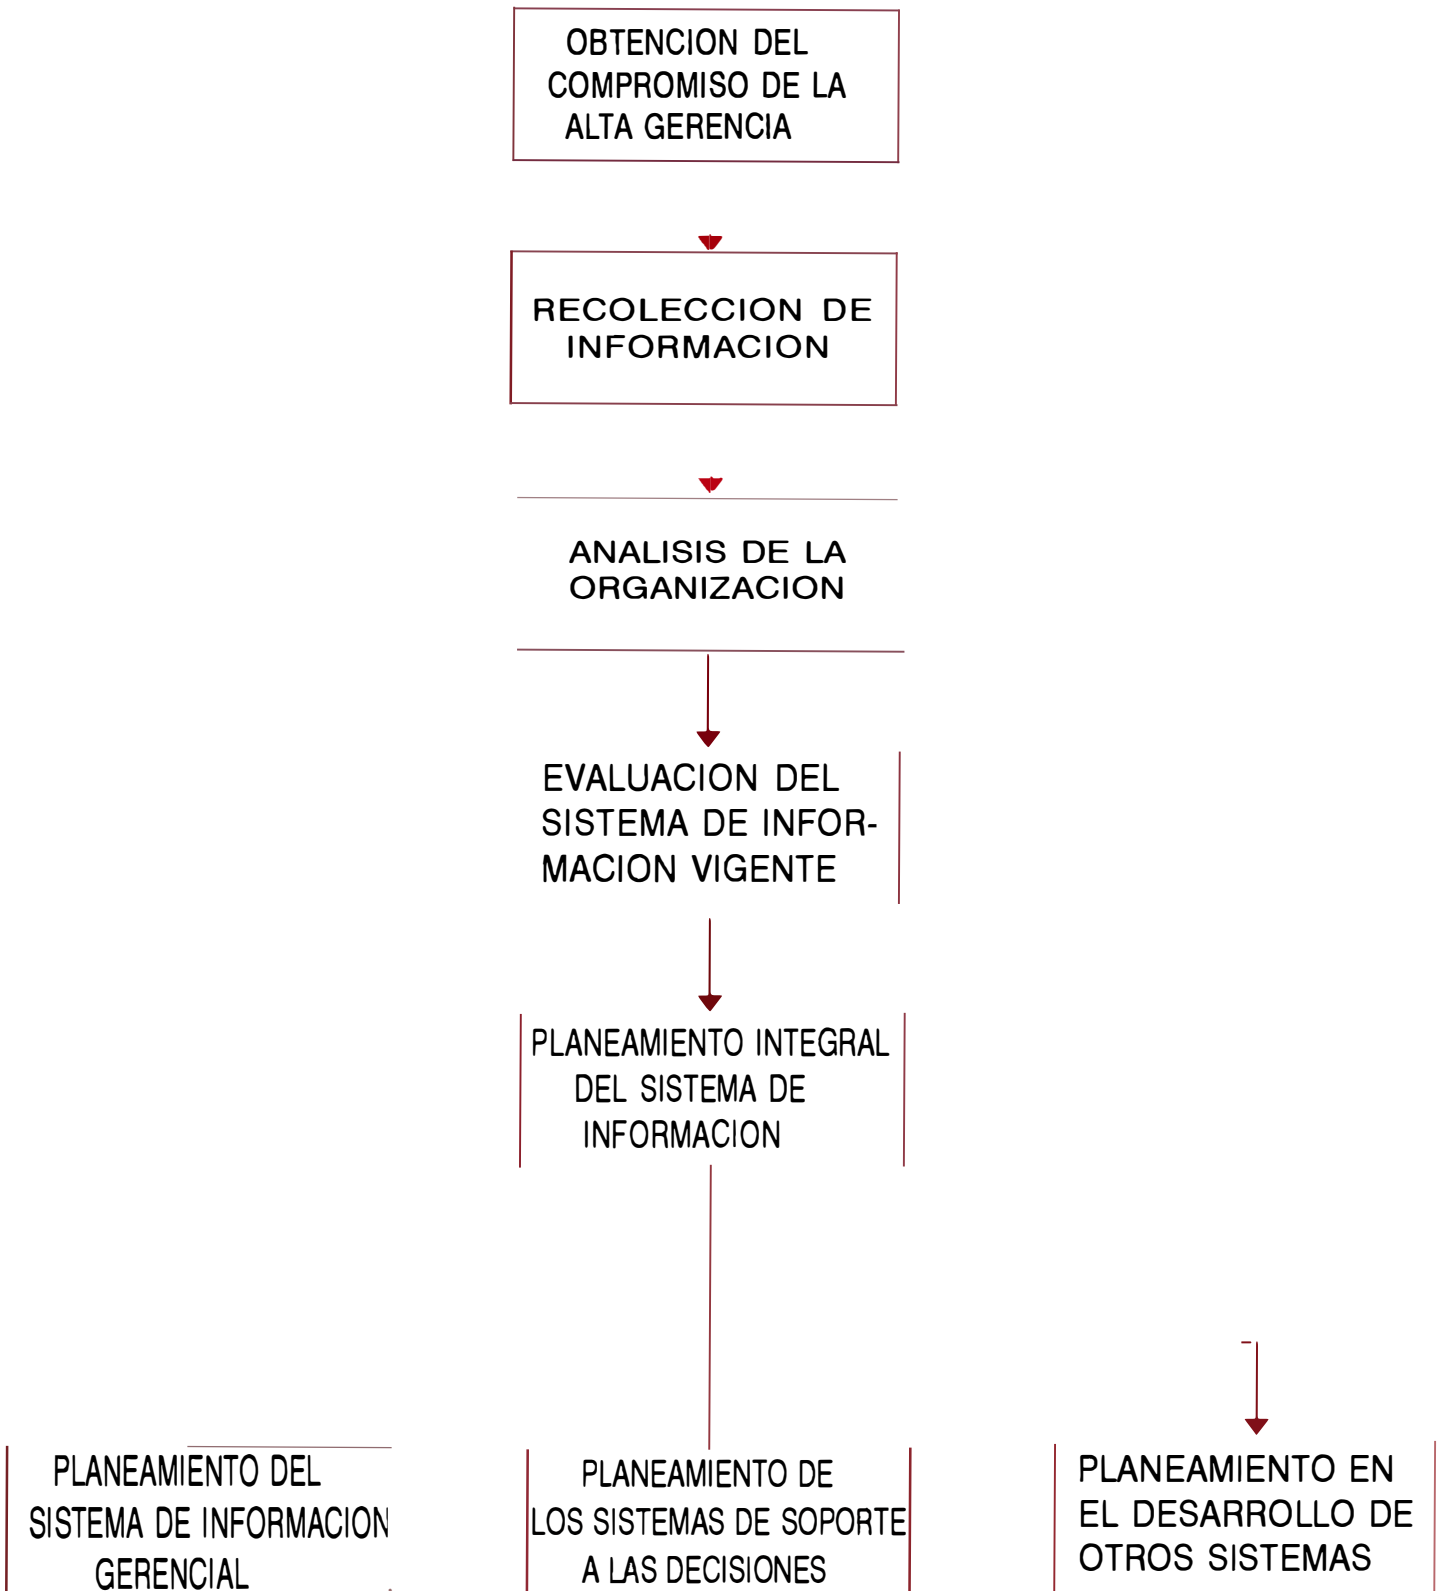 OBTENCION DEL
COMPROMISO DE LA
ALTA GERENCIA
RECOLECCION DE
INFORMACION
ANALISIS DE LA
ORGANIZACION
EVALUACION DEL
SISTEMA DE INFOR-
MACION VIGENTE
PLANEAMIENTO INTEGRAL
DEL SISTEMA DE
INFORMACION
PLANEAMIENTO DEL
SISTEMA DE INFORMACION
GERENCIAL
PLANEAMIENTO DE
LOS SISTEMAS DE SOPORTE
A LAS DECISIONES
PLANEAMIENTO EN
EL DESARROLLO DE
OTROS SISTEMAS